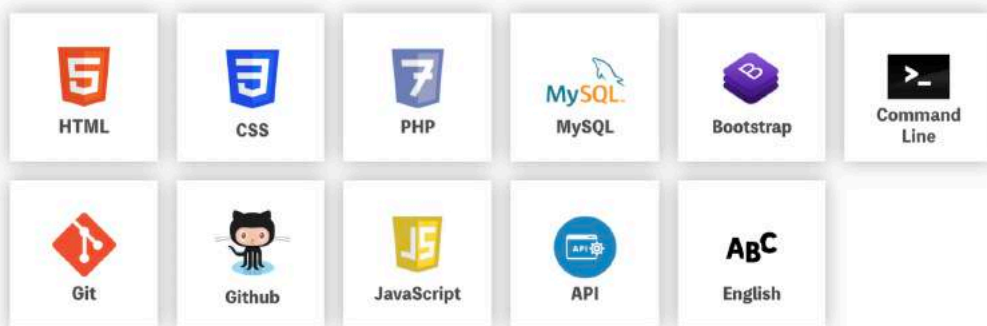 5
3
7
MySQL
B
>_
HTML
CSS
PHP
MySQL
Bootstrap
Command
Line
JS
API
ABC
Git
Github
JavaScript
API
English